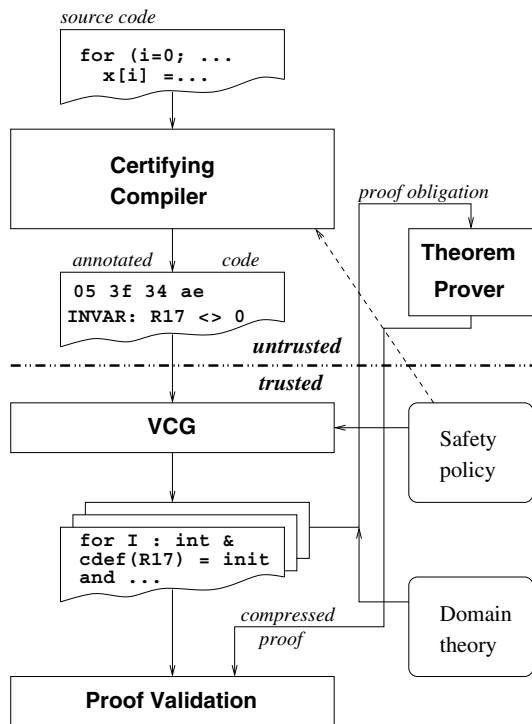 source code
for (i=0; ...
x[i] =...
Certifying
Compiler
proof obligation
annotated code
Theorem
Prover
05 3f 34 ae
INVAR: R17 <> 0
untrusted
trusted
VCG
Safety
policy
for I : int &
cdef(R17) = init
and ...
Domain
theory
compressed
proof
Proof Validation